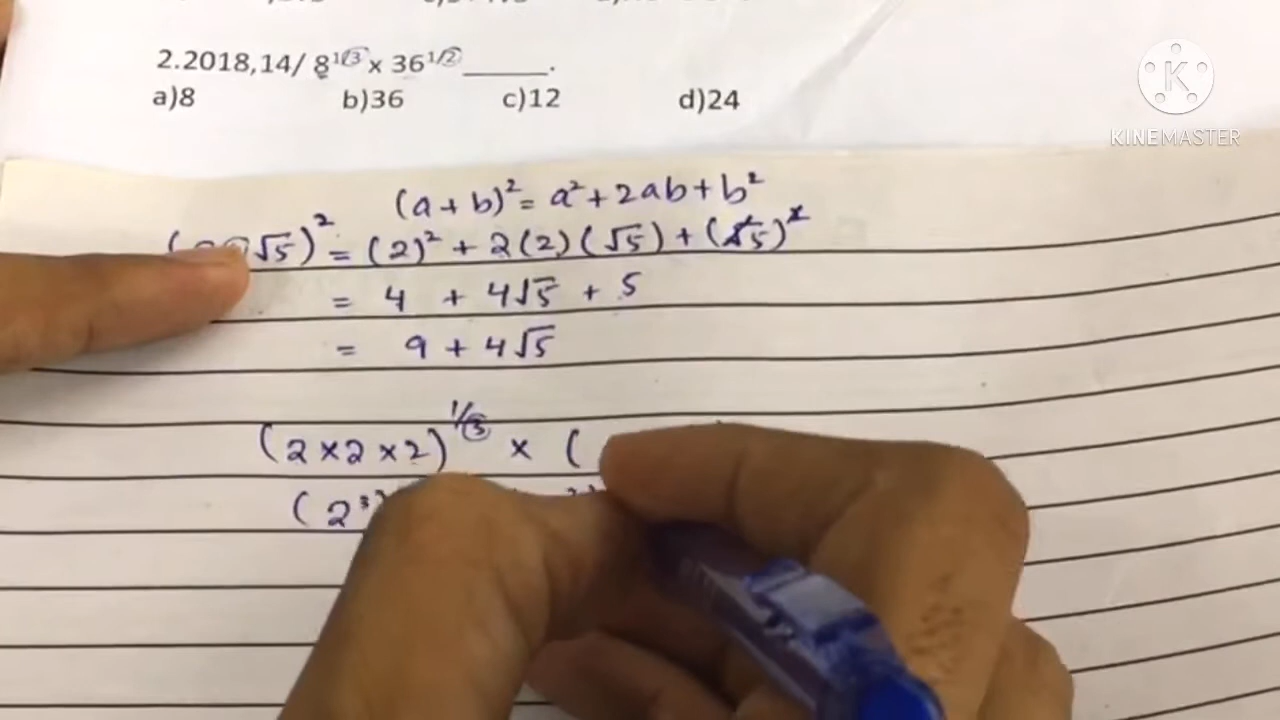 2.2018,14/ 8^1/3 x 36^1/2 ______.
a)8 b)36 c)12 d)24
K
KINEMASTER
(a + b)² = a² + 2ab + b²
√5)² = (2)² + 2(2)(√5) + (√5)²
= 4 + 4√5 + 5
= 9 + 4√5
(2 × 2 × 2)^1/3 × (
(2³